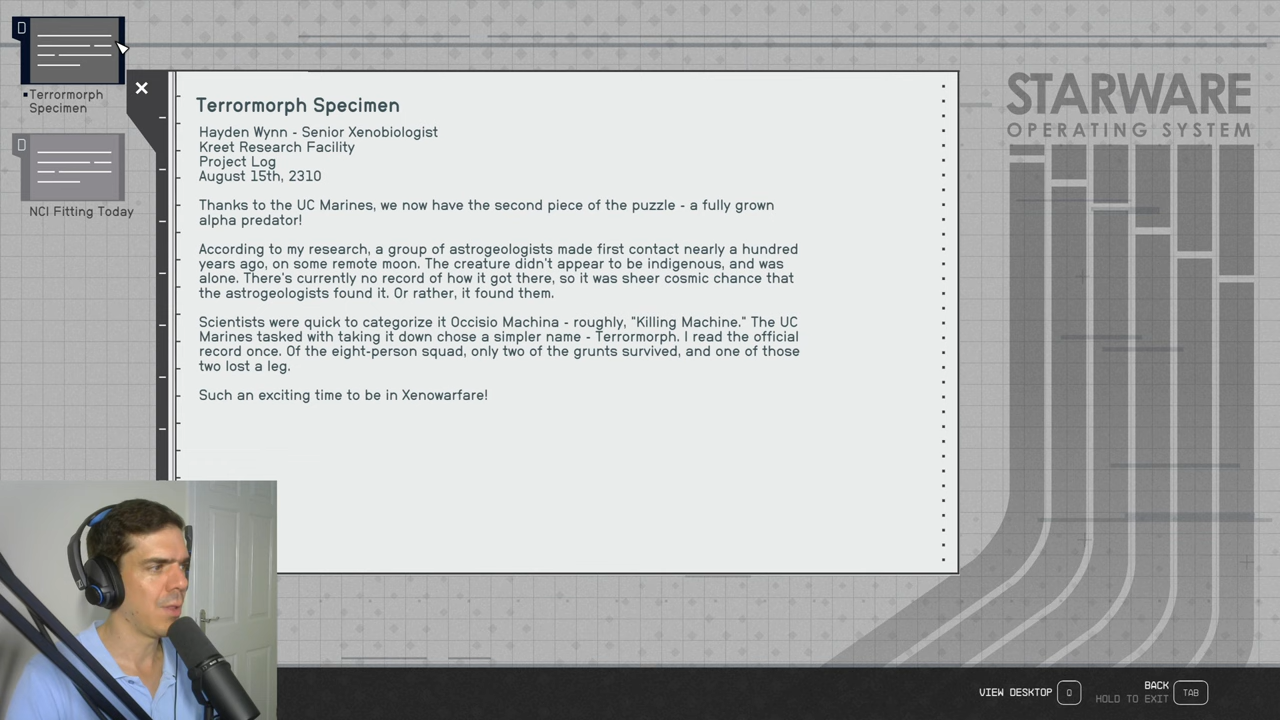 D
Terrormorph
Specimen
D
NCI Fitting Today
×
Terrormorph Specimen
Hayden Wynn - Senior Xenobiologist
Kreet Research Facility
Project Log
August 15th, 2310
Thanks to the UC Marines, we now have the second piece of the puzzle - a fully grown
alpha predator!
According to my research, a group of astrogeologists made first contact nearly a hundred
years ago, on some remote moon. The creature didn't appear to be indigenous, and was
alone. There's currently no record of how it got there, so it was sheer cosmic chance that
the astrogeologists found it. Or rather, it found them.
Scientists were quick to categorize it Occisio Machina - roughly, "Killing Machine." The UC
Marines tasked with taking it down chose a simpler name - Terrormorph. I read the official
record once. Of the eight-person squad, only two of the grunts survived, and one of those
two lost a leg.
Such an exciting time to be in Xenowarfare!
STARWARE
OPERATING SYSTEM
VIEW DESKTOP Q
BACK
HOLD TO EXIT TAB